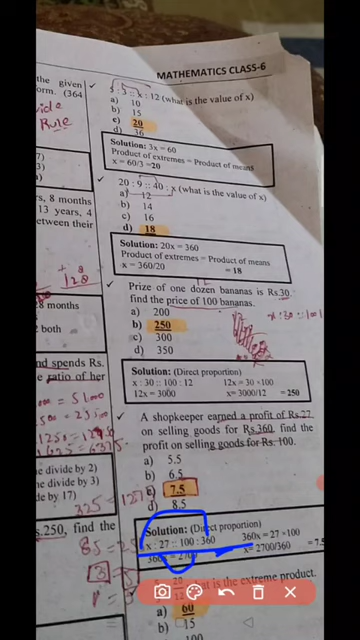 MATHEMATICS CLASS-6
the given
orm. (364
Rule
x : 12 (what is the value of x)
a) 10
b) 15
c) 20
d) 36
Solution: 3x = 60
Product of extremes = Product of means
x = 60/3 = 20
s, 8 months
13 years, 4
etween their
20 : 9 :: 40 : x (what is the value of x)
a) 12
b) 14
c) 16
d) 18
Solution: 20x = 360
Product of extremes = Product of means
x = 360/20 = 18
8 months
both
Prize of one dozen bananas is Rs.30.
find the price of 100 bananas.
a) 200
b) 250
c) 300
d) 350
nd spends Rs.
e ratio of her
Solution: (Direct proportion)
x : 30 :: 100 : 12 12x = 30 ×100
12x = 3000 x= 3000/12 = 250
A shopkeeper earned a profit of Rs.27
on selling goods for Rs.360, find the
profit on selling goods for Rs. 100.
a) 5.5
b) 6.5
c) 7.5
d) 8.5
e divide by 2)
e divide by 3)
de by 17)
s.250, find the
Solution: (Direct proportion)
x : 27 :: 100 : 360 360x = 27 ×100
360x = 2700 x= 2700/360 = 7.5
is the extreme product.
a) 60
b) 15
100